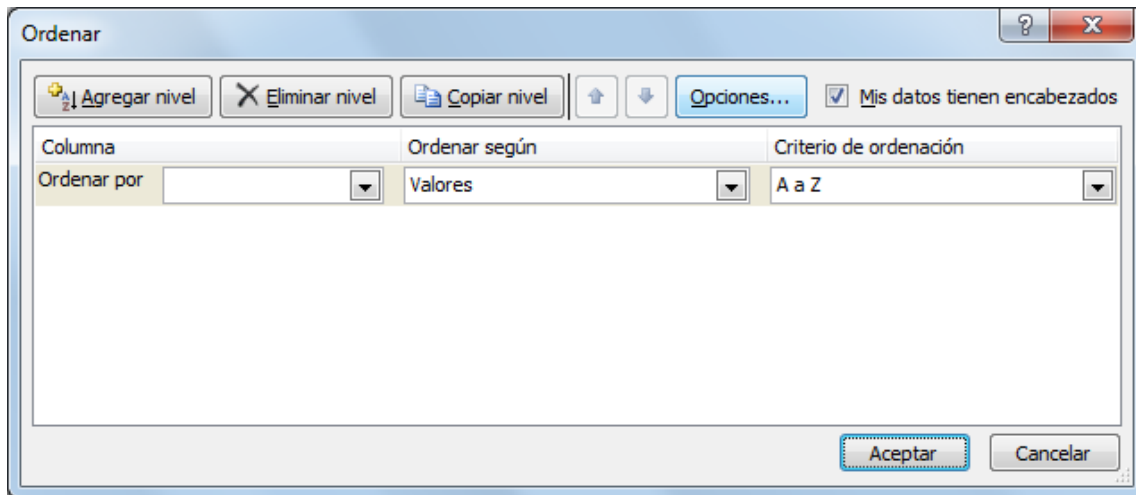 Ordenar
Agregar nivel Eliminar nivel Copiar nivel Opciones... Mis datos tienen encabezados
Columna Ordenar según Criterio de ordenación
Ordenar por Valores A a Z
Aceptar Cancelar